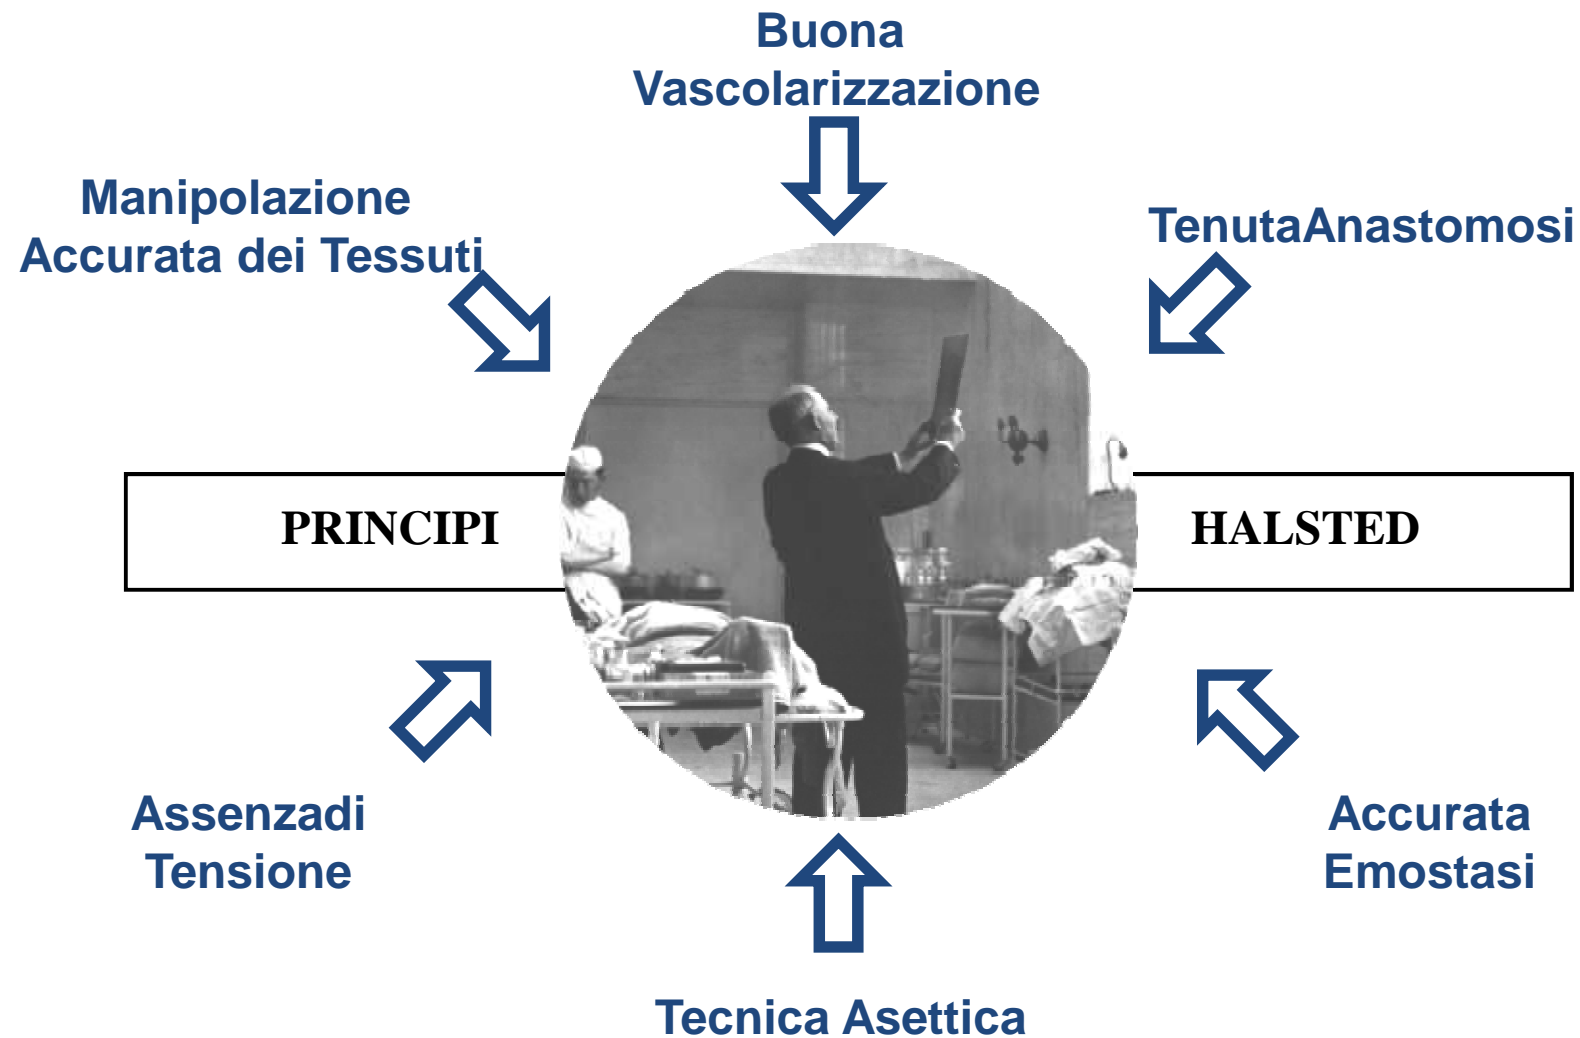 Buona
Vascolarizzazione
Manipolazione
Accurata dei Tessuti
TenutaAnastomosi
PRINCIPI
HALSTED
Assenzadi
Tensione
Accurata
Emostasi
Tecnica Asettica